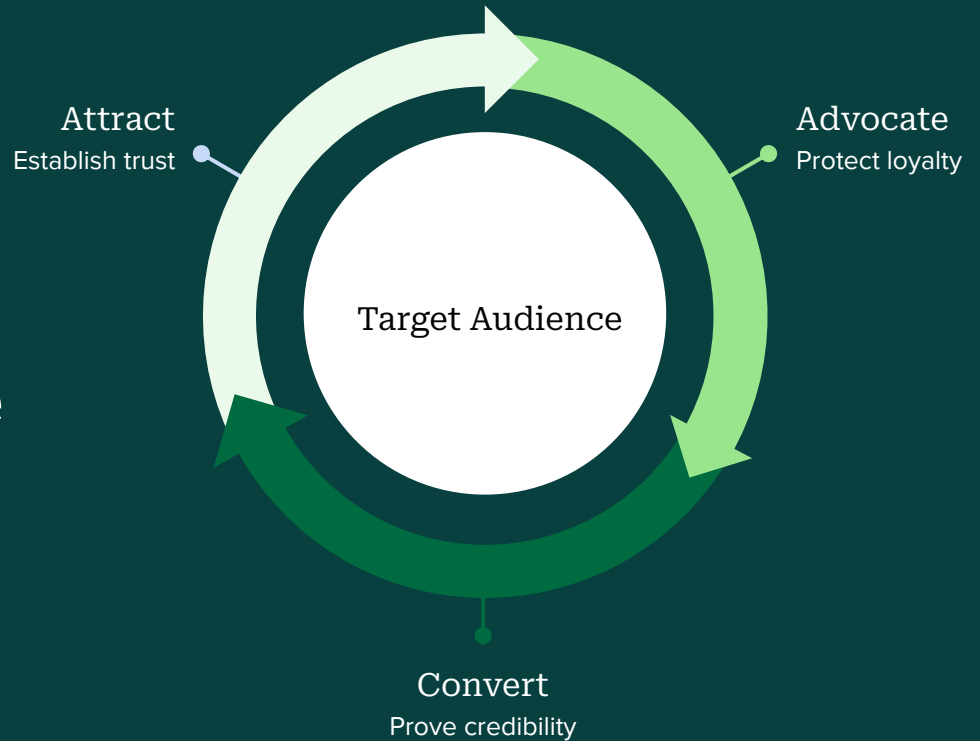 Attract
Establish trust
Advocate
Protect loyalty
Target Audience
Convert
Prove credibility